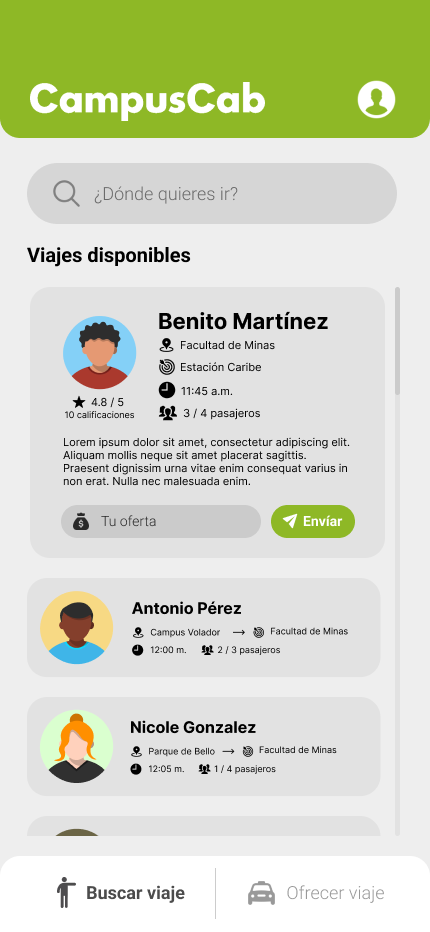 CampusCab
¿Dónde quieres ir?
Viajes disponibles
Benito Martínez
Facultad de Minas
Estación Caribe
11:45 a.m.
3 / 4 pasajeros
4.8 / 5
10 calificaciones
Lorem ipsum dolor sit amet, consectetur adipiscing elit.
Aliquam mollis neque sit amet placerat sagittis.
Praesent dignissim urna vitae enim consequat varius in
non erat. Nulla nec malesuada enim.
$ Tu oferta
Envíar
Antonio Pérez
Campus Volador → Facultad de Minas
12:00 m. 2 / 3 pasajeros
Nicole Gonzalez
Parque de Bello → Facultad de Minas
12:05 m. 1 / 4 pasajeros
Buscar viaje
Ofrecer viaje